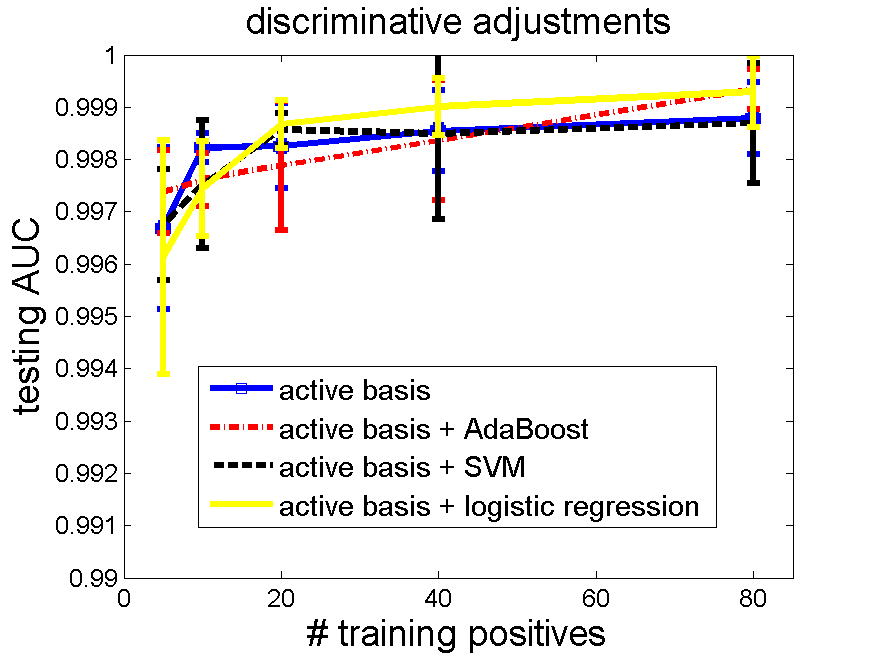 discriminative adjustments
1
0.999
0.998
0.997
0.996
0.995
0.994
0.993
0.992
0.991
0.99
testing AUC
active basis
active basis + AdaBoost
active basis + SVM
active basis + logistic regression
0 20 40 60 80
# training positives